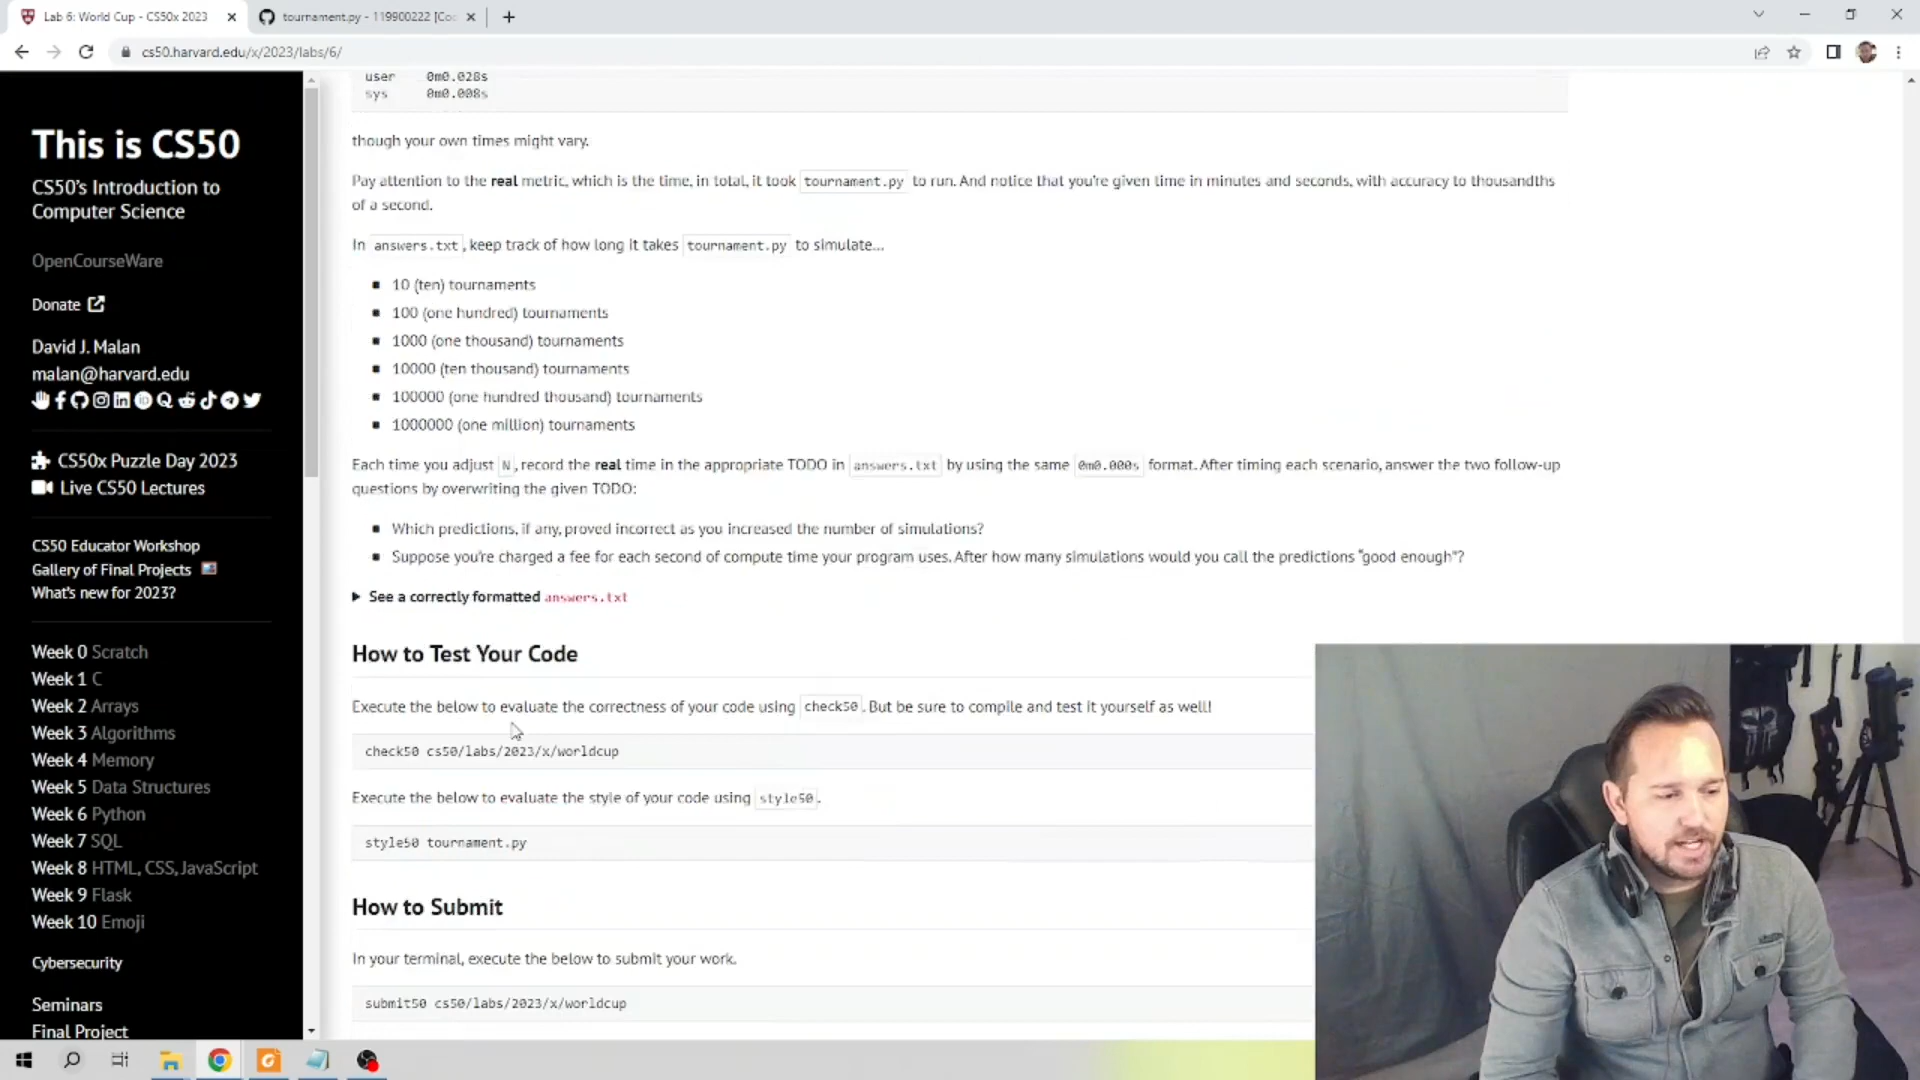 Lab 6: World Cup - CS50x 2023
tournament.py - 119900222 [Co
cs50.harvard.edu/x/2023/labs/6/
This is CS50
CS50's Introduction to
Computer Science
OpenCourseWare
Donate
David J. Malan
malan@harvard.edu
CS50x Puzzle Day 2023
Live CS50 Lectures
CS50 Educator Workshop
Gallery of Final Projects
What's new for 2023?
Week 0 Scratch
Week 1 C
Week 2 Arrays
Week 3 Algorithms
Week 4 Memory
Week 5 Data Structures
Week 6 Python
Week 7 SQL
Week 8 HTML, CSS, JavaScript
Week 9 Flask
Week 10 Emoji
Cybersecurity
Seminars
Final Project
user 0m0.028s
sys 0m0.008s
though your own times might vary.
Pay attention to the real metric, which is the time, in total, it took tournament.py to run. And notice that you're given time in minutes and seconds, with accuracy to thousandths
of a second.
In answers.txt, keep track of how long it takes tournament.py to simulate…
10 (ten) tournaments
100 (one hundred) tournaments
1000 (one thousand) tournaments
10000 (ten thousand) tournaments
100000 (one hundred thousand) tournaments
1000000 (one million) tournaments
Each time you adjust N, record the real time in the appropriate TODO in answers.txt by using the same 0m0.000s format. After timing each scenario, answer the two follow-up
questions by overwriting the given TODO:
Which predictions, if any, proved incorrect as you increased the number of simulations?
Suppose you're charged a fee for each second of compute time your program uses. After how many simulations would you call the predictions "good enough"?
See a correctly formatted answers.txt
How to Test Your Code
Execute the below to evaluate the correctness of your code using check50. But be sure to compile and test it yourself as well!
check50 cs50/labs/2023/x/worldcup
Execute the below to evaluate the style of your code using style50.
style50 tournament.py
How to Submit
In your terminal, execute the below to submit your work.
submit50 cs50/labs/2023/x/worldcup